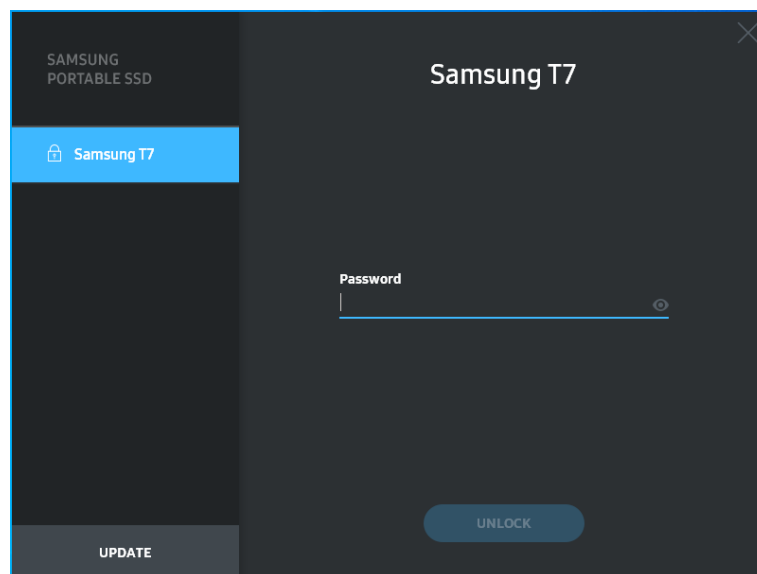 SAMSUNG
PORTABLE SSD
Samsung T7
Samsung T7
Password
UNLOCK
UPDATE